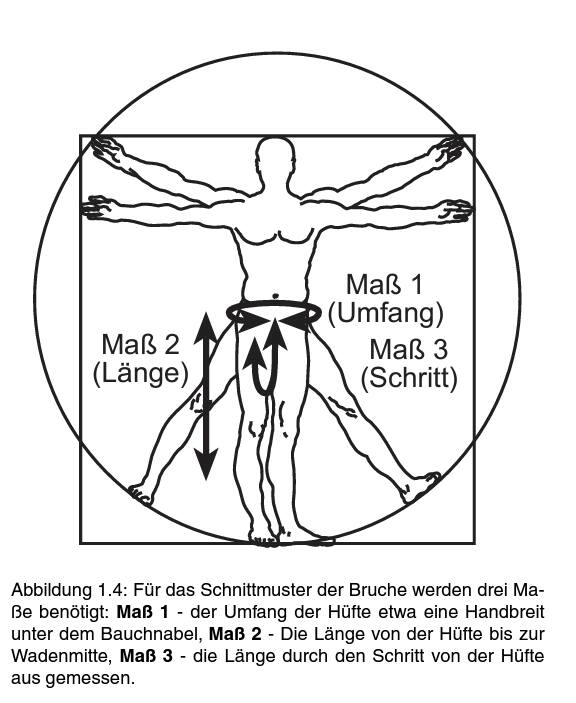 Maß 1
(Umfang)
Maß 2
(Länge)
Maß 3
(Schritt)
Abbildung 1.4: Für das Schnittmuster der Bruche werden drei Ma-
ße benötigt: Maß 1 - der Umfang der Hüfte etwa eine Handbreit
unter dem Bauchnabel, Maß 2 - Die Länge von der Hüfte bis zur
Wadenmitte, Maß 3 - die Länge durch den Schritt von der Hüfte
aus gemessen.